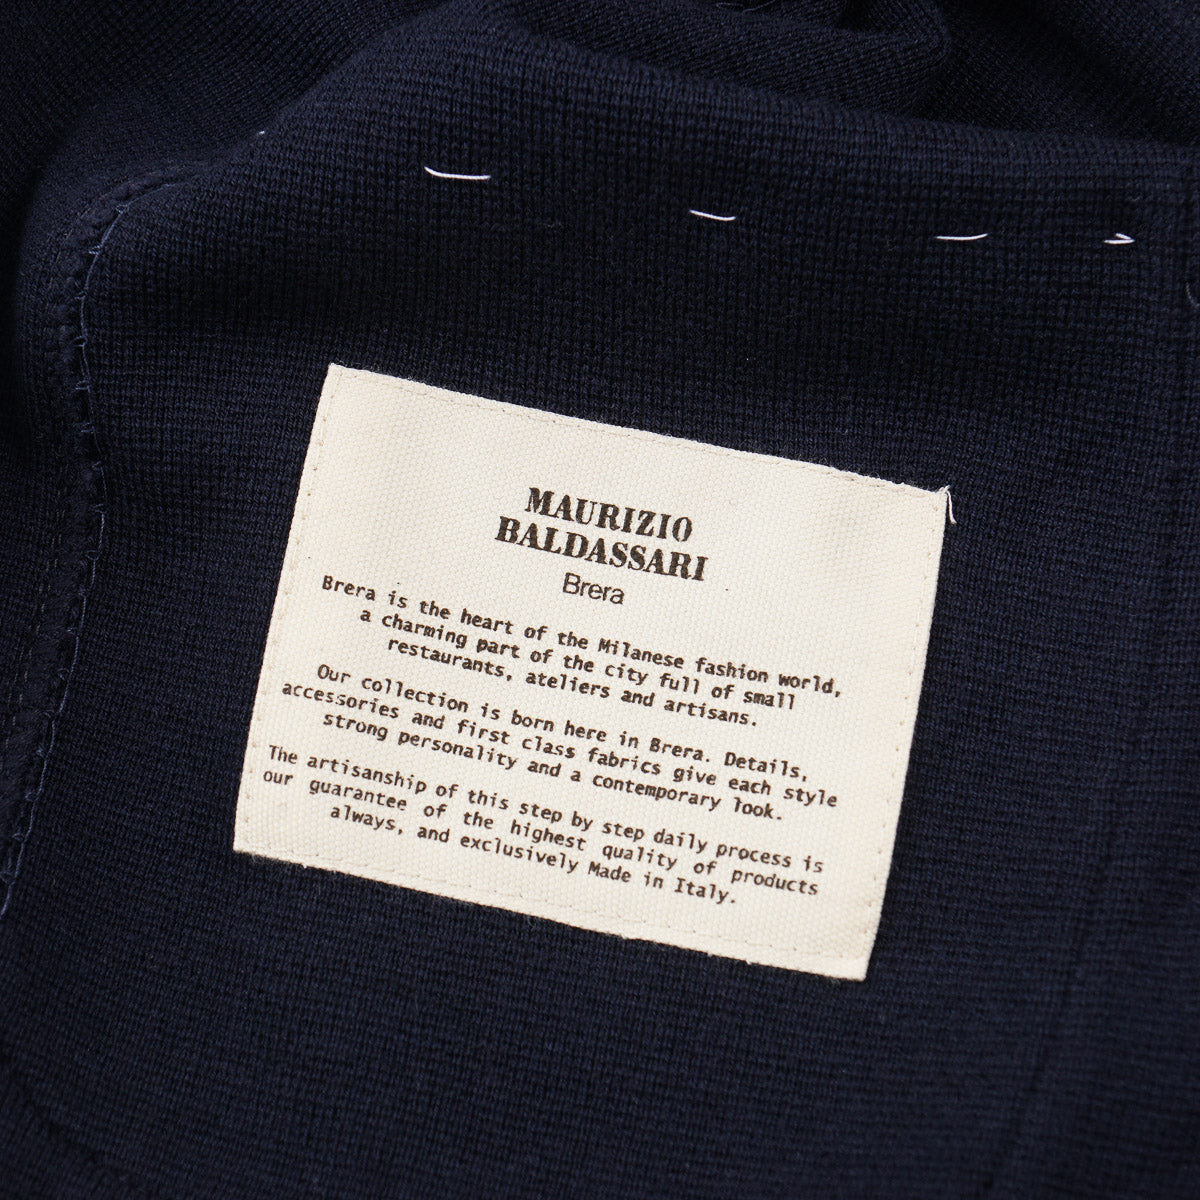 MAURIZIO
BALDASSARI
Brera
Brera is the heart of the Milanese fashion world,
a charming part of the city full of small
restaurants, ateliers and artisans.
Our collection is born here in Brera. Details,
accessories and first class fabrics give each style
strong personality and a contemporary look.
The artisanship of this step by step daily process is
our guarantee of the highest quality of products
always, and exclusively Made in Italy.